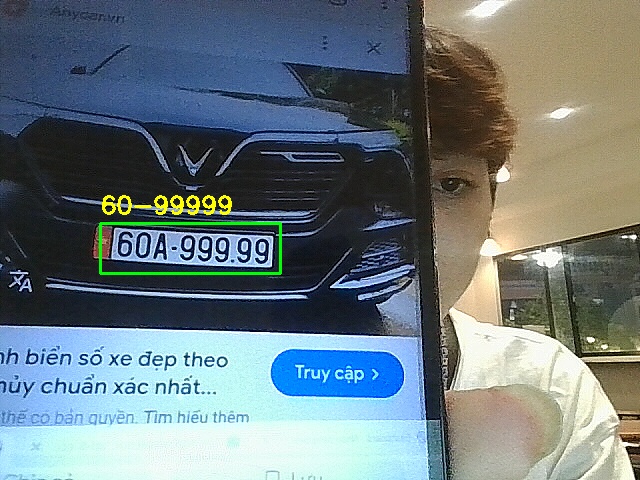 Anycar.vn
60-99999
60A-999.99
nh biển số xe đẹp theo
hủy chuẩn xác nhất...
Truy cập >
thể có bản quyền. Tìm hiểu thêm
Lưu